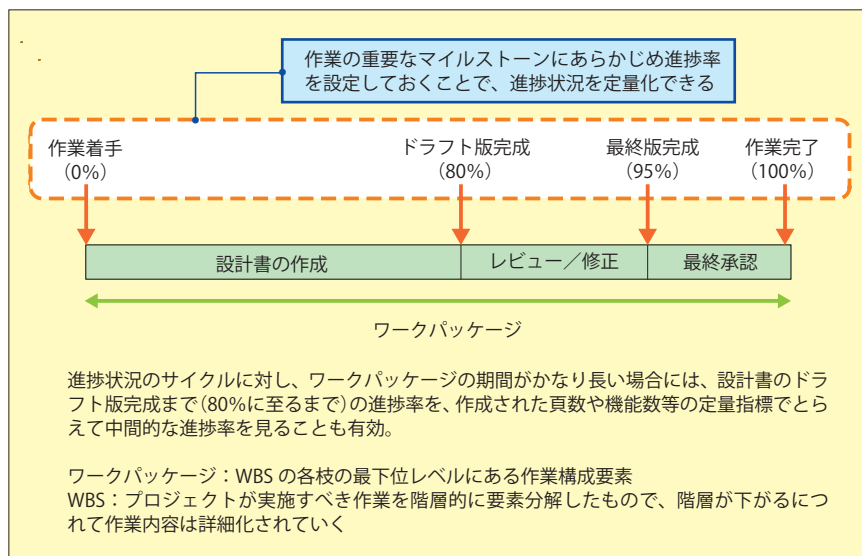 作業の重要なマイルストーンにあらかじめ進捗率
を設定しておくことで、進捗状況を定量化できる
作業着手
（0%）
ドラフト版完成
（80%）
最終版完成
（95%）
作業完了
（100%）
設計書の作成
レビュー／修正
最終承認
ワークパッケージ
進捗状況のサイクルに対し、ワークパッケージの期間がかなり長い場合には、設計書のドラ
フト版完成まで（80％に至るまで）の進捗率を、作成された頁数や機能数等の定量指標でとら
えて中間的な進捗率を見ることも有効。
ワークパッケージ：WBS の各枝の最下位レベルにある作業構成要素
WBS：プロジェクトが実施すべき作業を階層的に要素分解したもので、階層が下がるにつ
れて作業内容は詳細化されていく